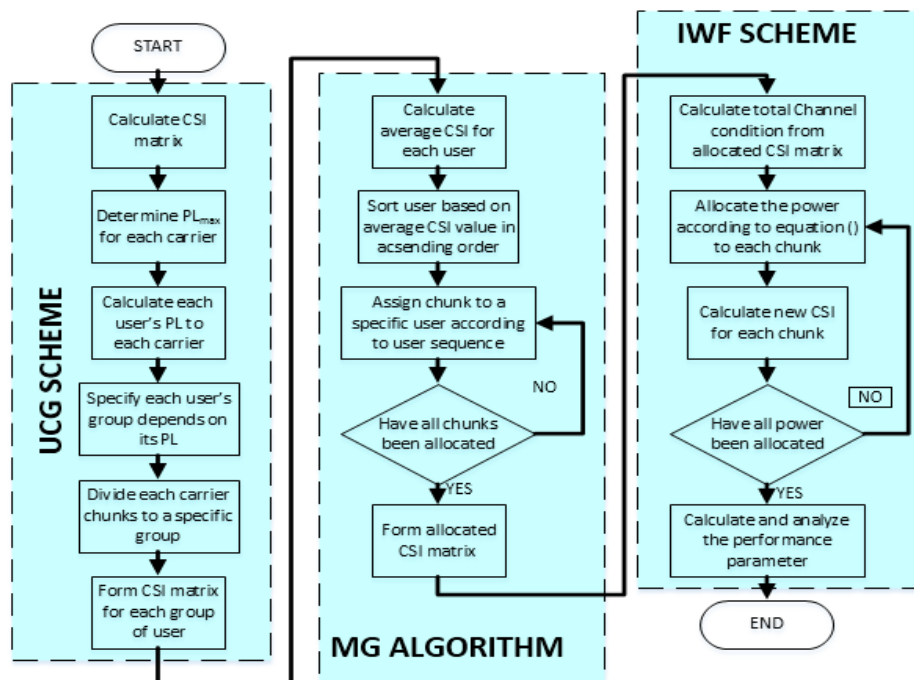 START
UCG SCHEME
Calculate CSI
matrix
Determine PLmax
for each carrier
Calculate each
user's PL to
each carrier
Specify each user's
group depends on
its PL
Divide each carrier
chunks to a specific
group
Form CSI matrix
for each group
of user
Calculate
average CSI for
each user
Sort user based on
average CSI value in
acsending order
Assign chunk to a
specific user according
to user sequence
NO
Have all chunks
been allocated
YES
Form allocated
CSI matrix
MG ALGORITHM
IWF SCHEME
Calculate total Channel
condition from
allocated CSI matrix
Allocate the power
according to equation ()
to each chunk
Calculate new CSI
for each chunk
NO
Have all power
been allocated
YES
Calculate and analyze
the performance
parameter
END